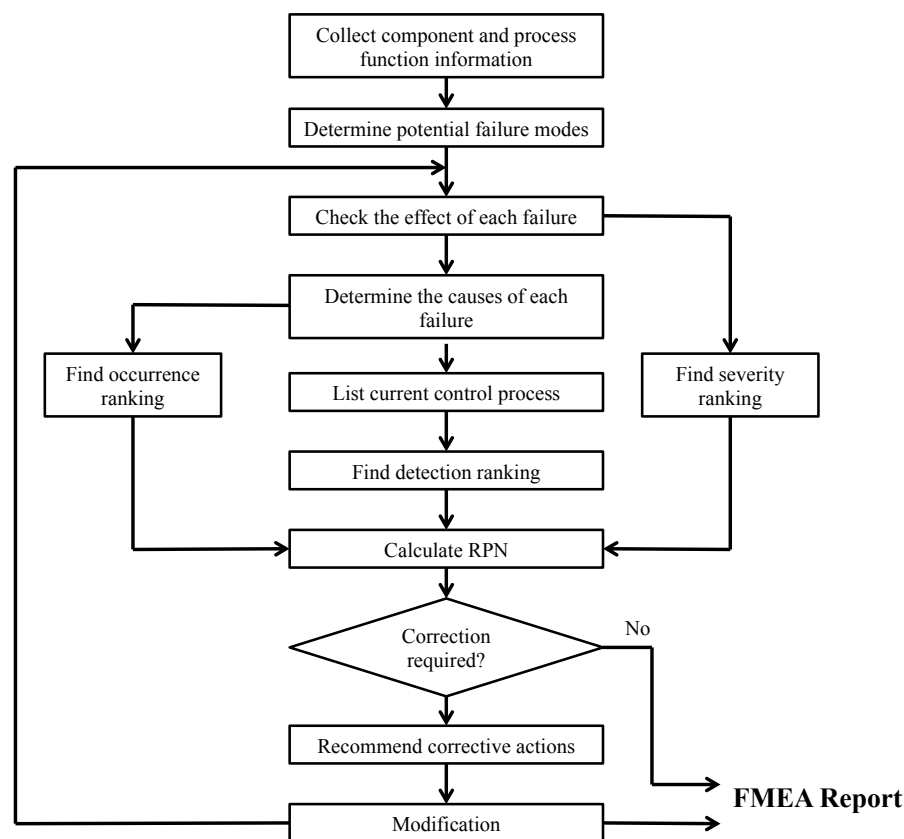 Collect component and process
function information
Determine potential failure modes
Check the effect of each failure
Determine the causes of each
failure
Find occurrence
ranking
List current control process
Find severity
ranking
Find detection ranking
Calculate RPN
Correction
required?
No
Recommend corrective actions
FMEA Report
Modification